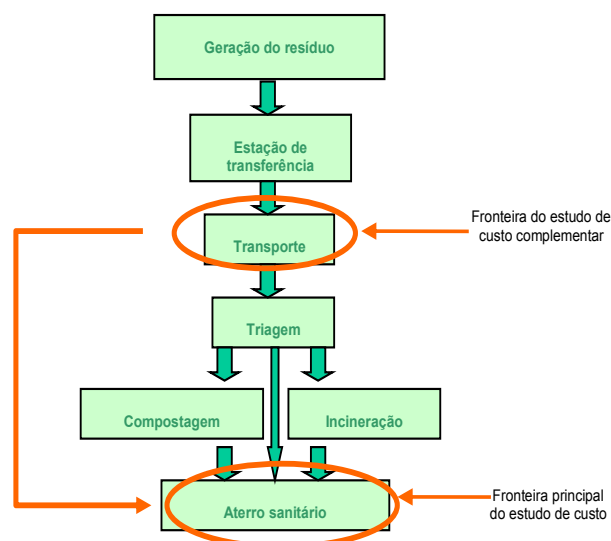 Geração do resíduo
Estação de
transferência
Fronteira do estudo de
custo complementar
Transporte
Triagem
Compostagem
Incineração
Fronteira principal
do estudo de custo
Aterro sanitário